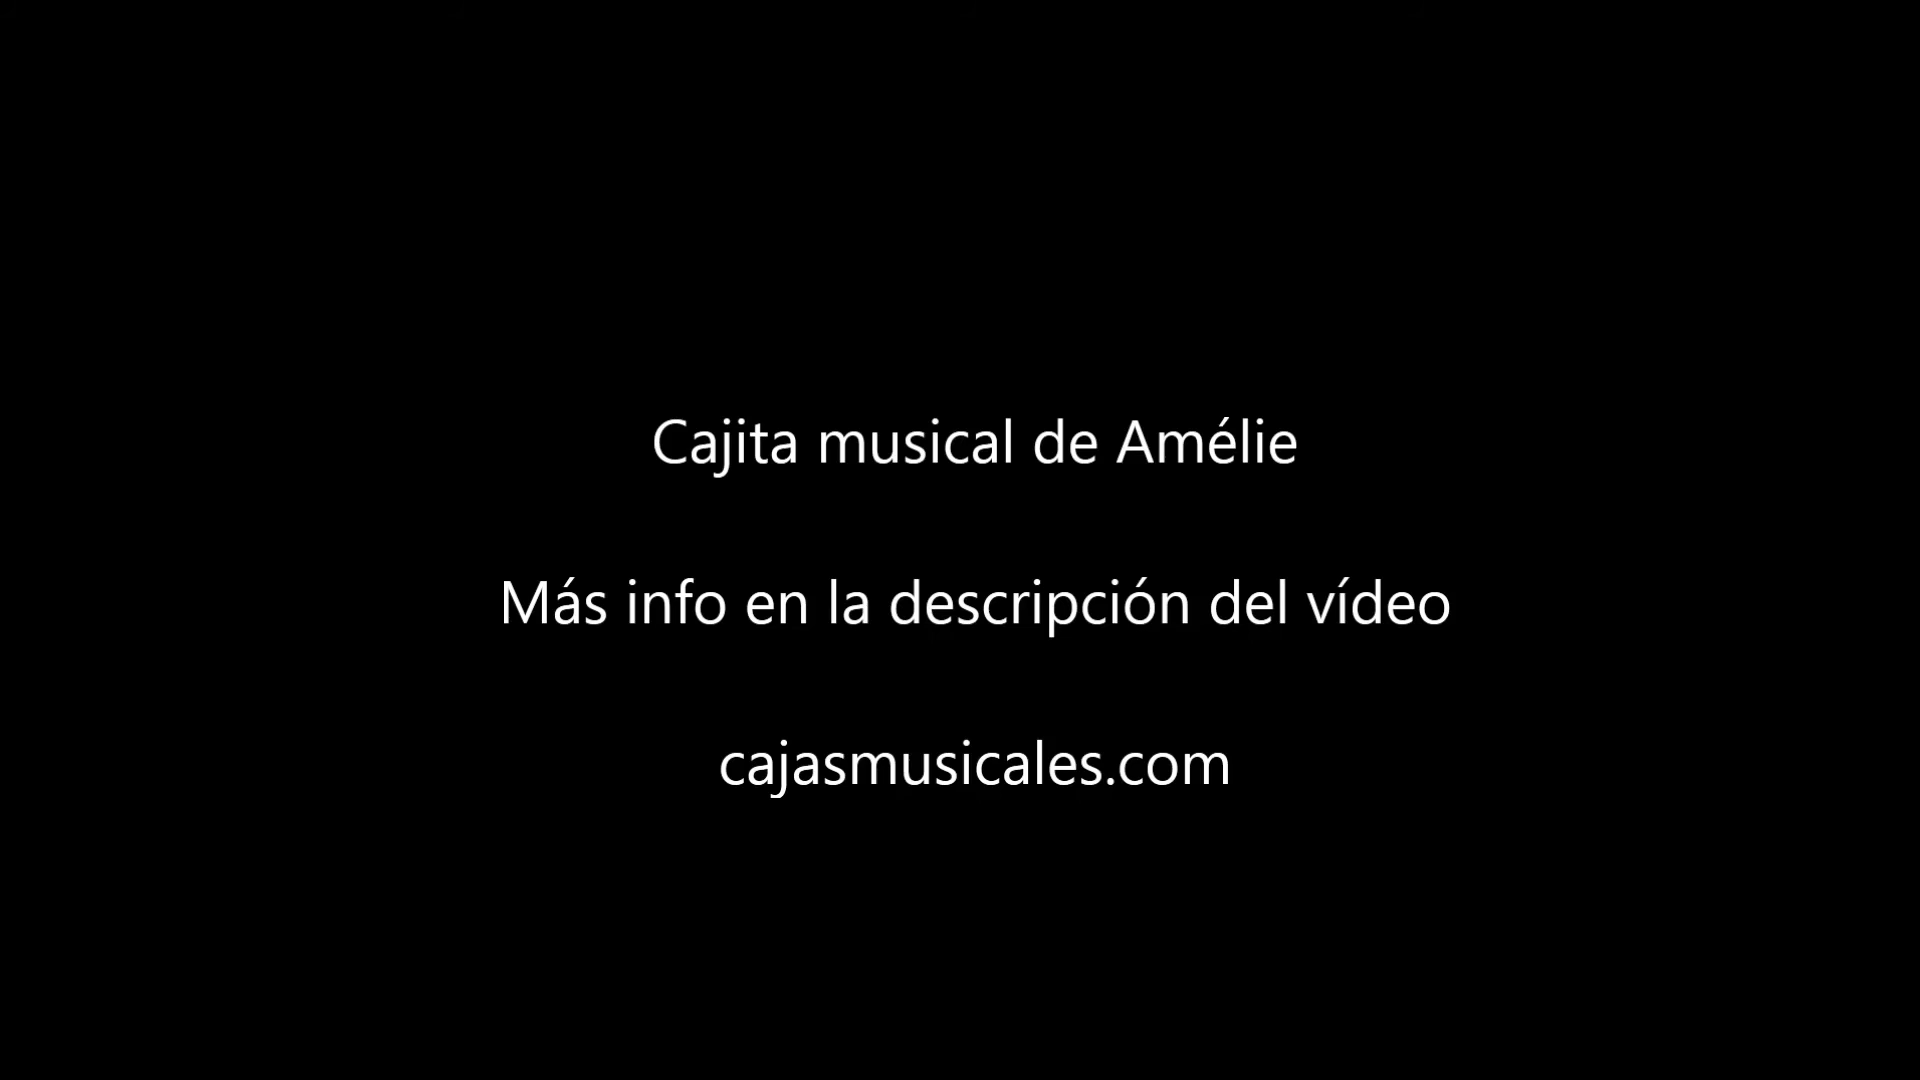 Cajita musical de Amélie
Más info en la descripción del vídeo
cajasmusicales.com